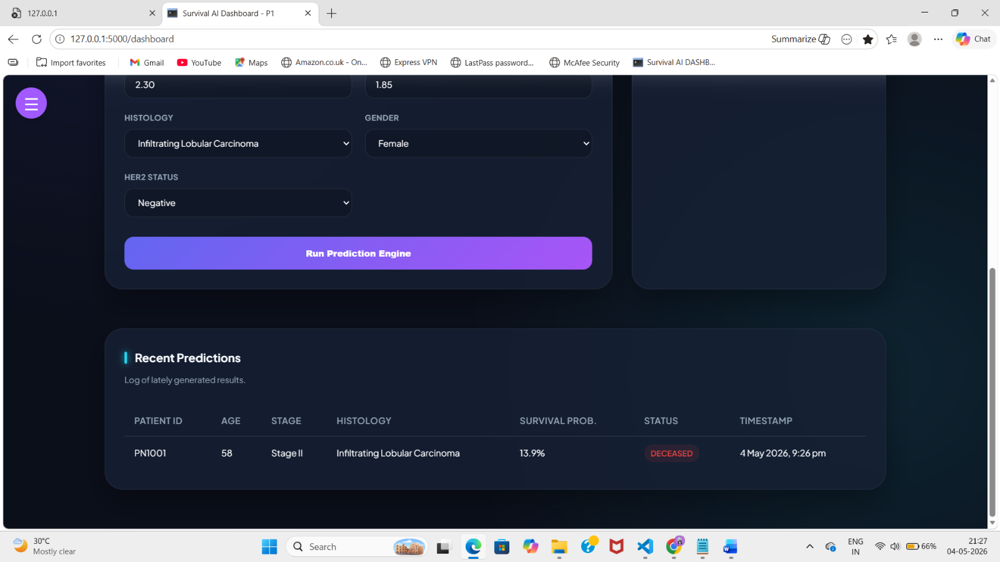 127.0.0.1
Survival AI Dashboard - P1
127.0.0.1:5000/dashboard
Summarize
Chat
Import favorites
Gmail
YouTube
Maps
Amazon.co.uk - On...
Express VPN
LastPass password...
McAfee Security
Survival AI DASHB...
2.30
1.85
HISTOLOGY
GENDER
Infiltrating Lobular Carcinoma
Female
HER2 STATUS
Negative
Run Prediction Engine
Recent Predictions
Log of lately generated results.
PATIENT ID AGE STAGE HISTOLOGY SURVIVAL PROB. STATUS TIMESTAMP
PN1001 58 Stage II Infiltrating Lobular Carcinoma 13.9% DECEASED 4 May 2026, 9:26 pm
30°C
Mostly clear
Search
ENG
IN
66%
21:27
04-05-2026